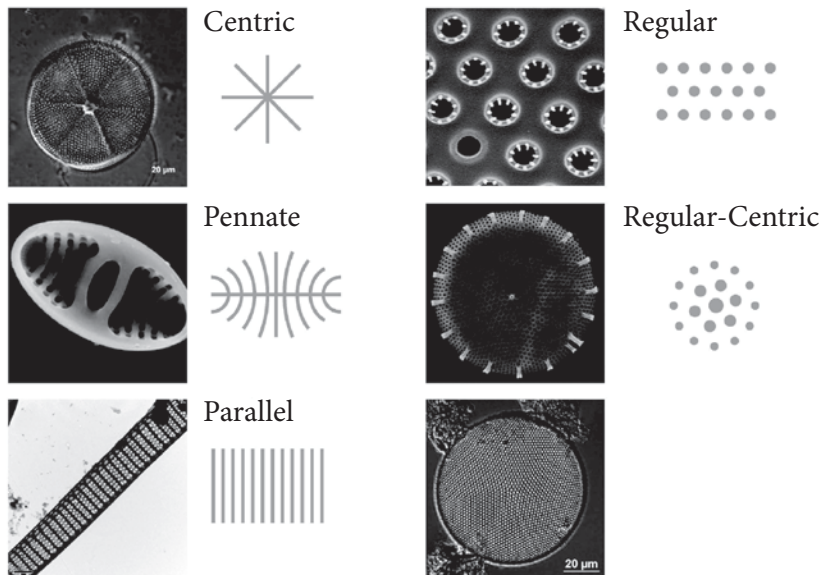 Centric
20 µm
Regular
Pennate
Regular-Centric
Parallel
20 µm